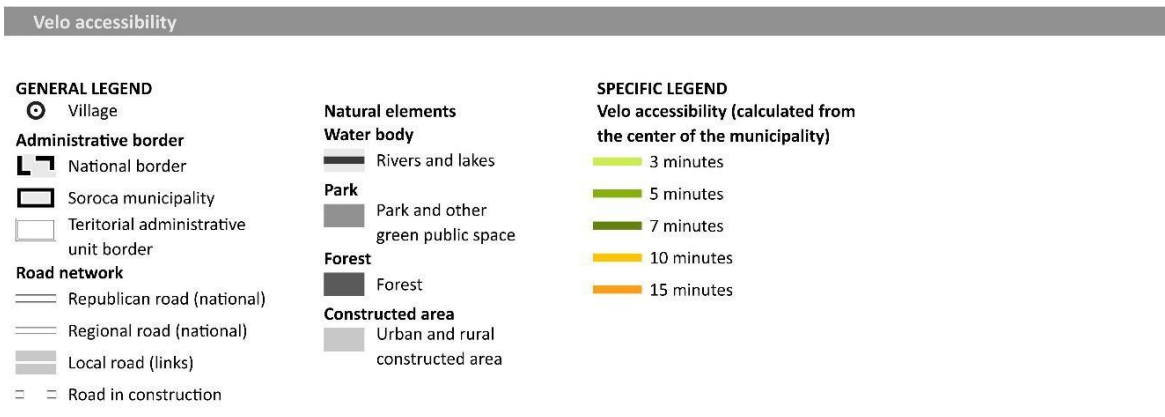 Velo accessibility
GENERAL LEGEND
Village
Administrative border
National border
Soroca municipality
Teritorial administrative
unit border
Road network
Republican road (national)
Regional road (national)
Local road (links)
Road in construction
Natural elements
Water body
Rivers and lakes
Park
Park and other
green public space
Forest
Forest
Constructed area
Urban and rural
constructed area
SPECIFIC LEGEND
Velo accessibility (calculated from
the center of the municipality)
3 minutes
5 minutes
7 minutes
10 minutes
15 minutes